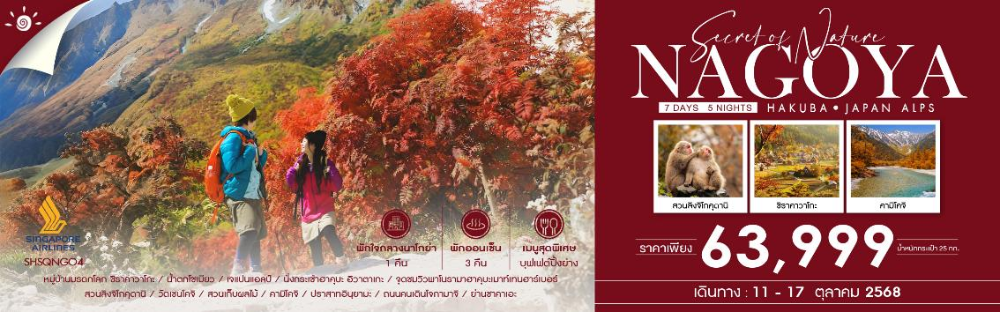 SINGAPORE
AIRLINES
SHSQNGO4
พักใจกลางนาโกย่า
1 คืน
พักออนเซ็น
3 คืน
เมนูสุดพิเศษ
บุฟเฟต์ปิ้งย่าง
หมู่บ้านมรดกโลก ชิราคาวาโกะ / น้ำตกโชเมียว / เจแปนแอลป์ / นั่งกระเช้าฮาคุบะ อิวาตาเกะ / จุดชมวิวพาโนรามาฮาคุบะเมาท์เทนฮาร์เบอร์
สวนลิงจิโกคุดานิ / วัดเซนโคจิ / สวนเก็บผลไม้ / คามิโคจิ / ปราสาทอินุยามะ / ถนนคนเดินโจกามาจิ / ย่านซาคาเอะ
Secret of Nature
NAGOYA
7 DAYS 5 NIGHTS HAKUBA • JAPAN ALPS
สวนลิงจิโกคุดานิ
ชิราคาวาโกะ
คามิโคจิ
ราคาเพียง 63,999 น้ำหนักกระเป๋า 25 กก.
เดินทาง : 11 - 17 ตุลาคม 2568